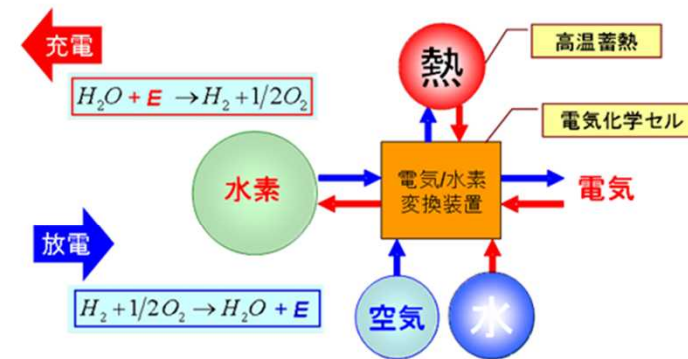 充電
熱
高温蓄熱
H₂O + E → H₂ + 1/2O₂
電気化学セル
水素
電気/水素
変換装置
電気
放電
H₂ + 1/2O₂ → H₂O + E
空気
水